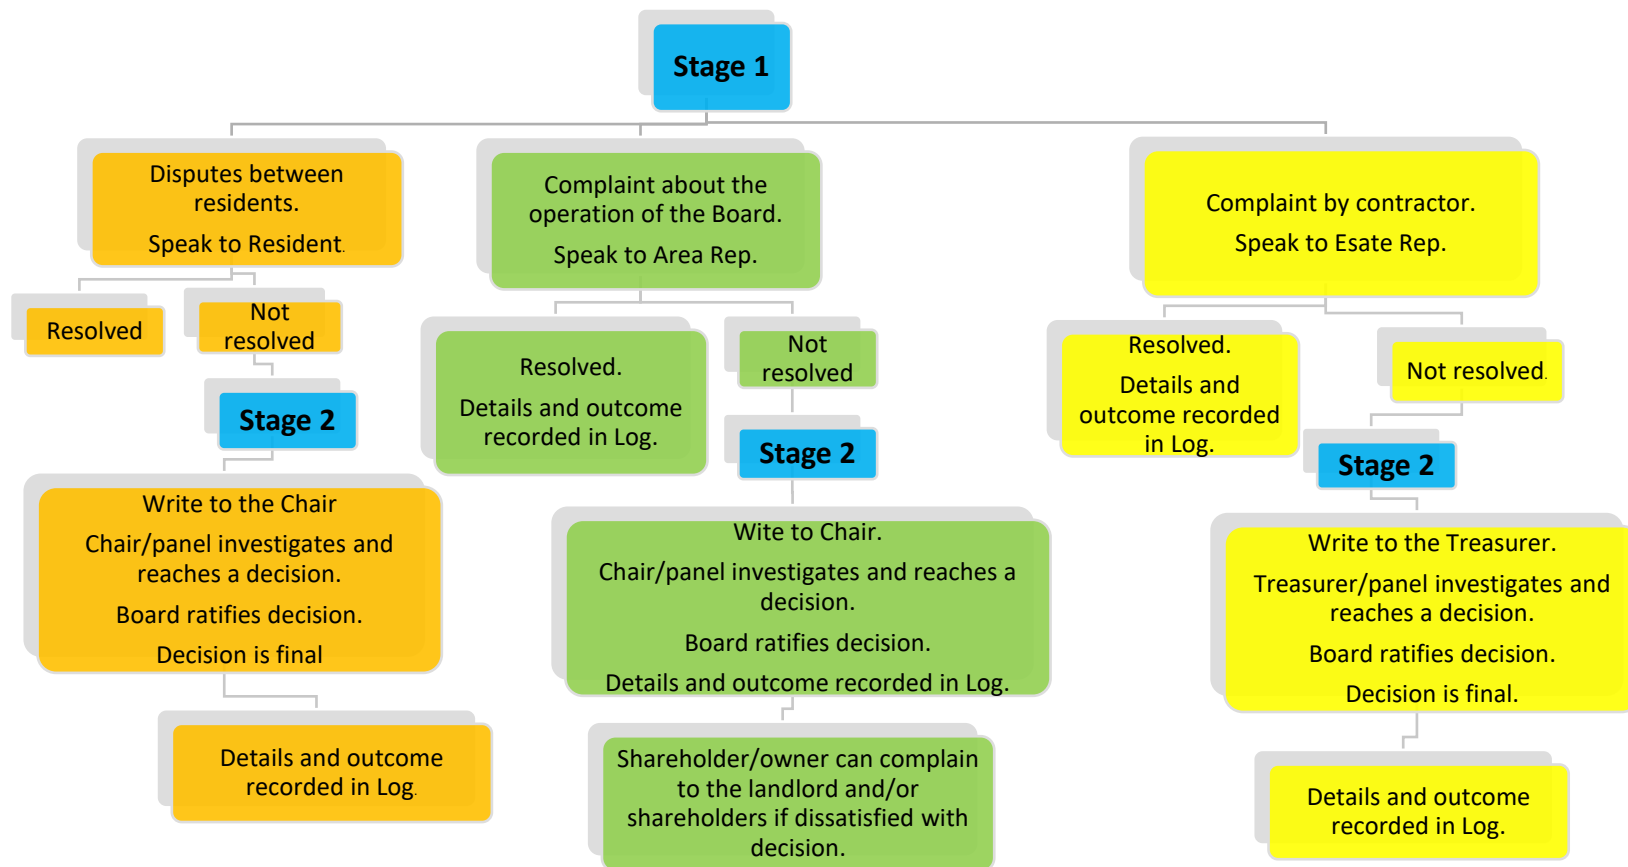 Stage 1
Disputes between
residents.
Speak to Resident.
Resolved
Not
resolved
Stage 2
Write to the Chair
Chair/panel investigates and
reaches a decision.
Board ratifies decision.
Decision is final
Details and outcome
recorded in Log.
Complaint about the
operation of the Board.
Speak to Area Rep.
Resolved.
Details and outcome
recorded in Log.
Not
resolved
Stage 2
Wite to Chair.
Chair/panel investigates and reaches a
decision.
Board ratifies decision.
Details and outcome recorded in Log.
Shareholder/owner can complain
to the landlord and/or
shareholders if dissatisfied with
decision.
Complaint by contractor.
Speak to Esate Rep.
Resolved.
Details and
outcome recorded
in Log.
Not resolved.
Stage 2
Write to the Treasurer.
Treasurer/panel investigates and
reaches a decision.
Board ratifies decision.
Decision is final.
Details and outcome
recorded in Log.